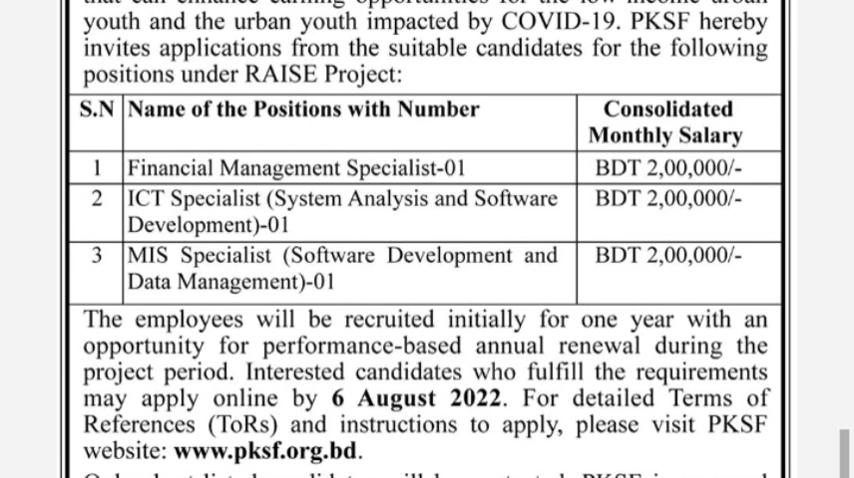 youth and the urban youth impacted by COVID-19. PKSF hereby
invites applications from the suitable candidates for the following
positions under RAISE Project:
S.N Name of the Positions with Number Consolidated Monthly Salary
1 Financial Management Specialist-01 BDT 2,00,000/-
2 ICT Specialist (System Analysis and Software BDT 2,00,000/-
Development)-01
3 MIS Specialist (Software Development and BDT 2,00,000/-
Data Management)-01
The employees will be recruited initially for one year with an
opportunity for performance-based annual renewal during the
project period. Interested candidates who fulfill the requirements
may apply online by 6 August 2022. For detailed Terms of
References (ToRs) and instructions to apply, please visit PKSF
website: www.pksf.org.bd.